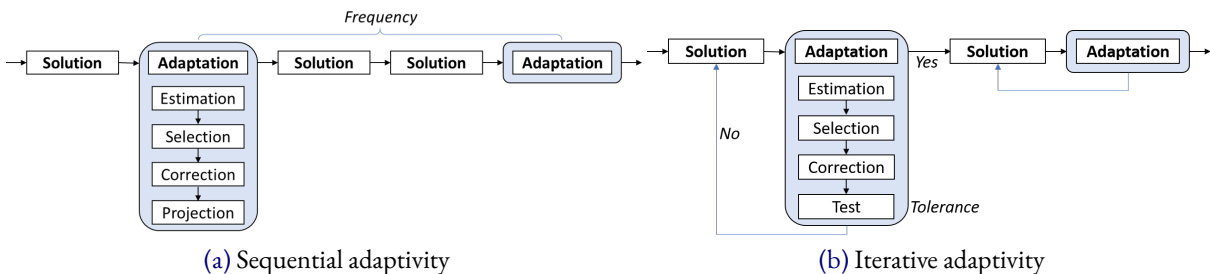 Frequency
Solution
Adaptation
Estimation
Selection
Correction
Projection
Solution
Solution
Adaptation
(a) Sequential adaptivity
Solution
No
Adaptation
Estimation
Selection
Correction
Test
Tolerance
Yes
Solution
Adaptation
(b) Iterative adaptivity